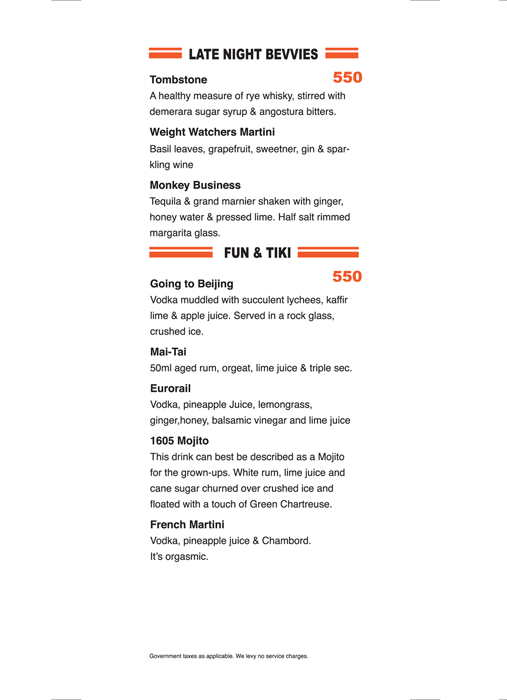 LATE NIGHT BEVVIES
Tombstone 550
A healthy measure of rye whisky, stirred with
demerara sugar syrup & angostura bitters.
Weight Watchers Martini
Basil leaves, grapefruit, sweetner, gin & spar-
kling wine
Monkey Business
Tequila & grand marnier shaken with ginger,
honey water & pressed lime. Half salt rimmed
margarita glass.
FUN & TIKI
Going to Beijing 550
Vodka muddled with succulent lychees, kaffir
lime & apple juice. Served in a rock glass,
crushed ice.
Mai-Tai
50ml aged rum, orgeat, lime juice & triple sec.
Eurorail
Vodka, pineapple Juice, lemongrass,
ginger,honey, balsamic vinegar and lime juice
1605 Mojito
This drink can best be described as a Mojito
for the grown-ups. White rum, lime juice and
cane sugar churned over crushed ice and
floated with a touch of Green Chartreuse.
French Martini
Vodka, pineapple juice & Chambord.
It's orgasmic.
Government taxes as applicable. We levy no service charges.